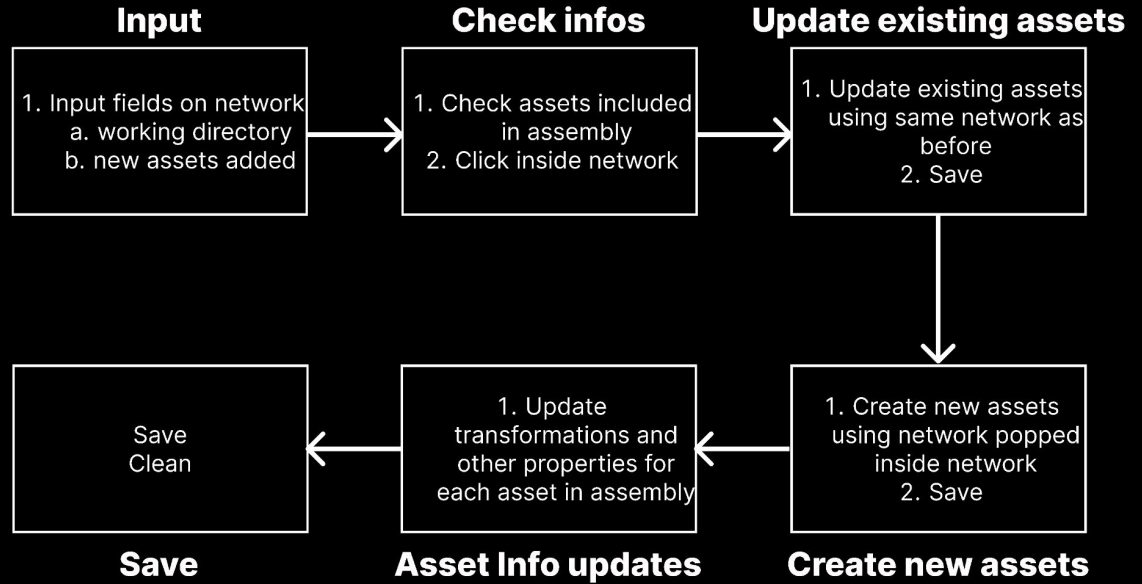 Input
1. Input fields on network
a. working directory
b. new assets added
Check infos
1. Check assets included
in assembly
2. Click inside network
Update existing assets
1. Update existing assets
using same network as
before
2. Save
1. Create new assets
using network popped
inside network
2. Save
Create new assets
1. Update
transformations and
other properties for
each asset in assembly
Asset Info updates
Save
Clean
Save